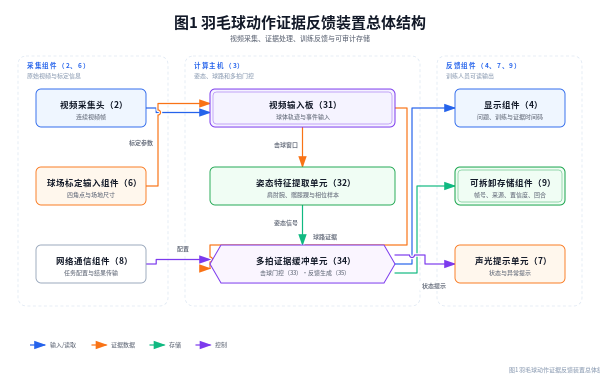 图1 羽毛球动作证据反馈装置总体结构
视频采集、证据处理、训练反馈与可审计存储
采集组件（2、6）
原始视频与标定信息
计算主机（3）
姿态、球路和多拍门控
反馈组件（4、7、9）
训练人员可读输出
视频采集头（2）
连续视频帧
视频输入板（31）
球体轨迹与事件输入
显示组件（4）
问题、训练与证据时间码
标定参数
击球窗口
球场标定输入组件（6）
四角点与场地尺寸
姿态特征提取单元（32）
肩肘腕、髋膝踝与相位样本
可拆卸存储组件（9）
帧号、来源、置信度、回合
姿态信号
球路证据
配置
网络通信组件（8）
任务配置与结果传输
多拍证据缓冲单元（34）
击球门控（33）・反馈生成（35）
声光提示单元（7）
状态与异常提示
状态提示
输入/读取
证据数据
存储
控制
图1 羽毛球动作证据反馈装置总体